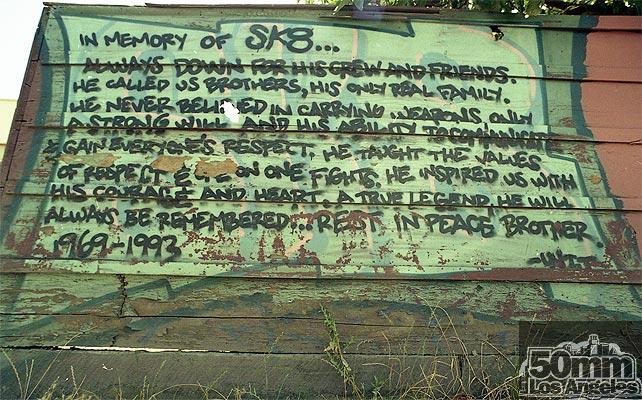 IN MEMORY OF SK8...
ALWAYS DOWN FOR HIS CREW AND FRIENDS.
HE CALLED US BROTHERS, HIS ONLY REAL FAMILY.
HE NEVER BELIEVED IN CARRYING WEAPONS, ONLY
A STRONG WILL AND HIS ABILITY TO COMMUNICATE
& GAIN EVERYONE'S RESPECT. HE TAUGHT THE VALUES
OF RESPECT & ON ONE FIGHTS. HE INSPIRED US WITH
HIS COURAGE AND HEART. A TRUE LEGEND, HE WILL
ALWAYS BE REMEMBERED... REST IN PEACE BROTHER.
1969-1993
50mm
Los Angeles